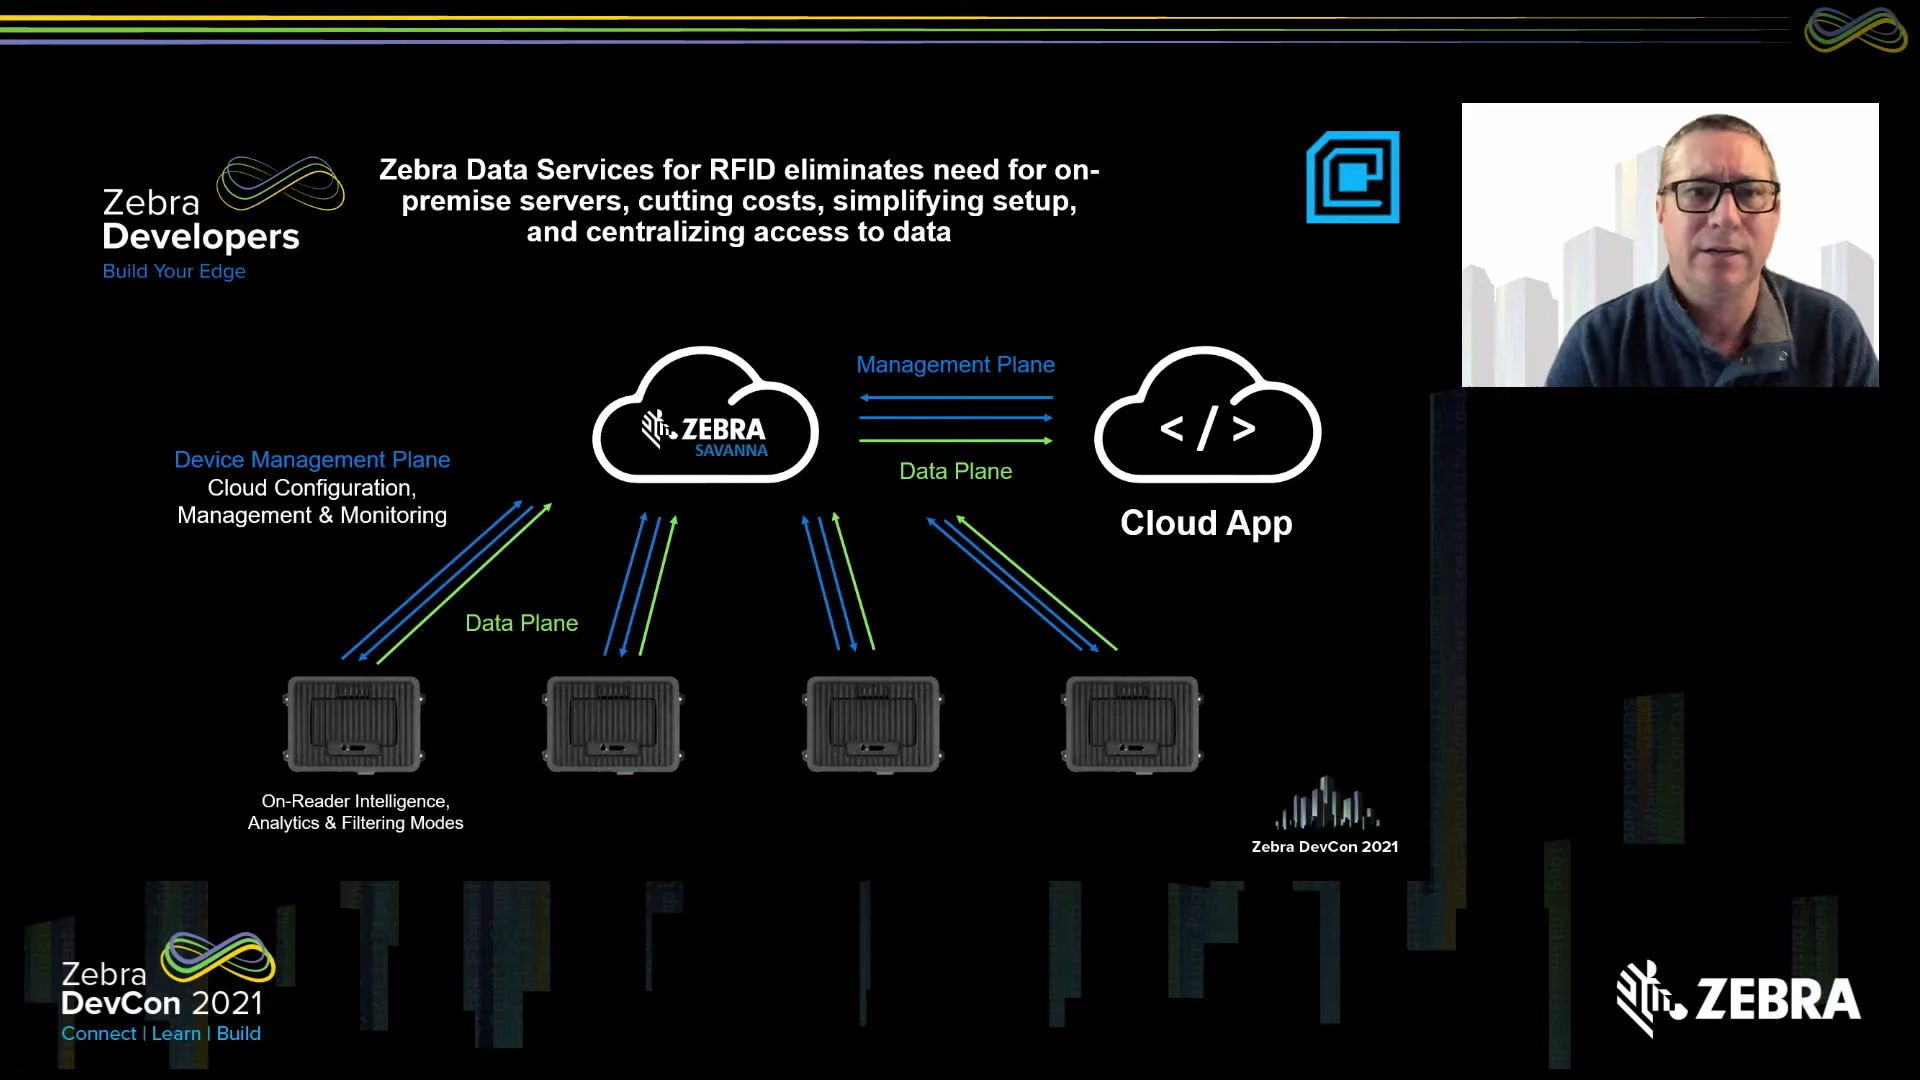 Zebra
Developers
Build Your Edge
Zebra Data Services for RFID eliminates need for on-
premise servers, cutting costs, simplifying setup,
and centralizing access to data
Management Plane
ZEBRA
SAVANNA
</>
Data Plane
Cloud App
Device Management Plane
Cloud Configuration,
Management & Monitoring
Data Plane
On-Reader Intelligence,
Analytics & Filtering Modes
Zebra DevCon 2021
Zebra
DevCon 2021
Connect | Learn | Build
ZEBRA